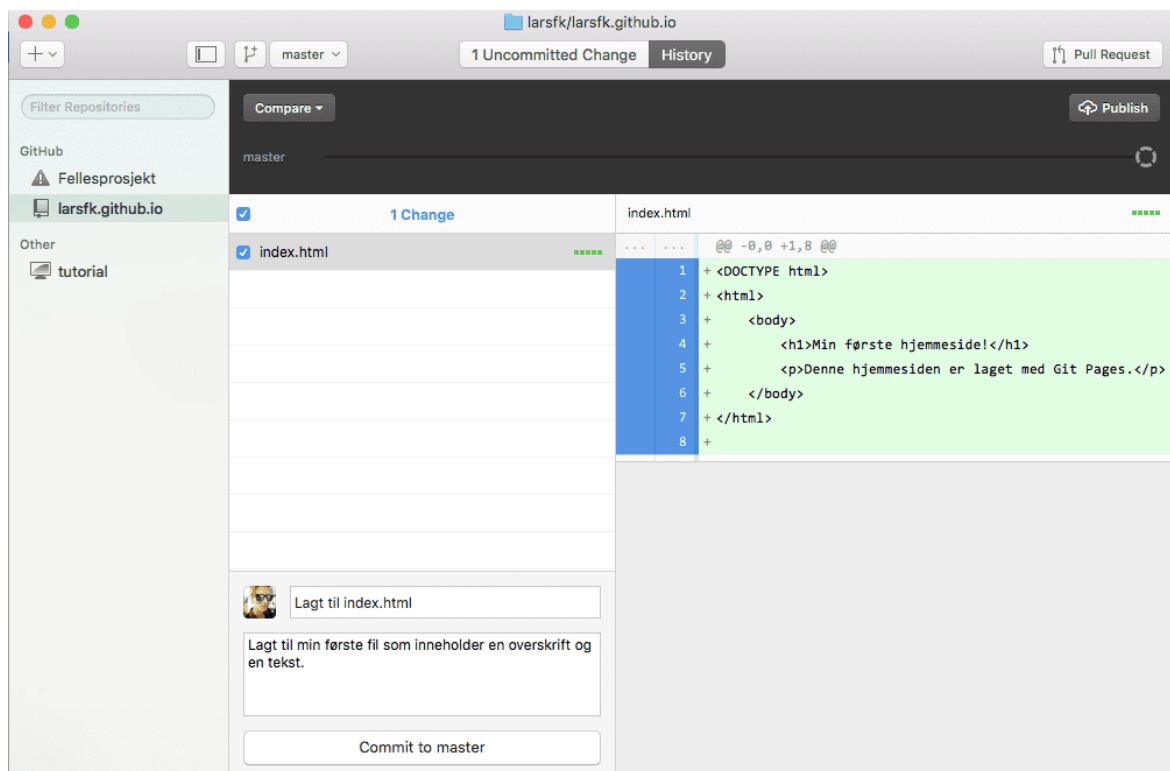 larsfk/larsfk.github.io
master
1 Uncommitted Change
History
Pull Request
Filter Repositories
GitHub
Fellesprosjekt
larsfk.github.io
Other
tutorial
Compare
Publish
master
1 Change
index.html
Lagt til index.html
Lagt til min første fil som inneholder en overskrift og
en tekst.
Commit to master
index.html
... ... @@ -0,0 +1,8 @@
1 + <DOCTYPE html>
2 + <html>
3 +     <body>
4 +         <h1>Min første hjemmeside!</h1>
5 +         <p>Denne hjemmesiden er laget med Git Pages.</p>
6 +     </body>
7 + </html>
8 +